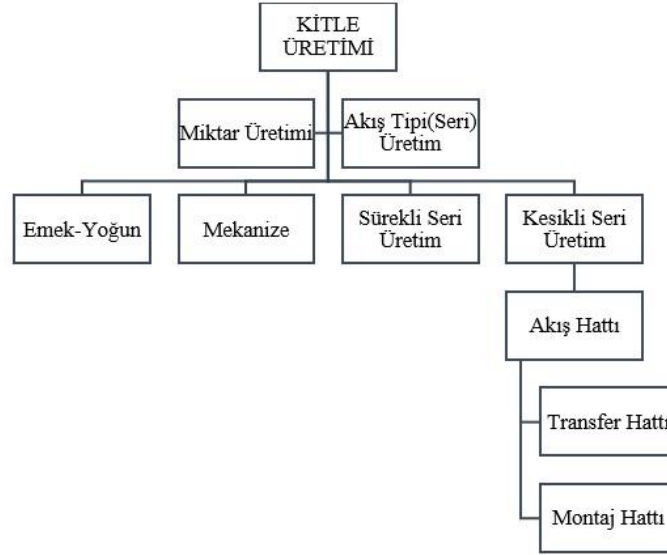 KİTLE
ÜRETİMİ
Miktar Üretimi
Akış Tipi(Seri)
Üretim
Emek-Yoğun
Mekanize
Sürekli Seri
Üretim
Kesikli Seri
Üretim
Akış Hattı
Transfer Hattı
Montaj Hattı